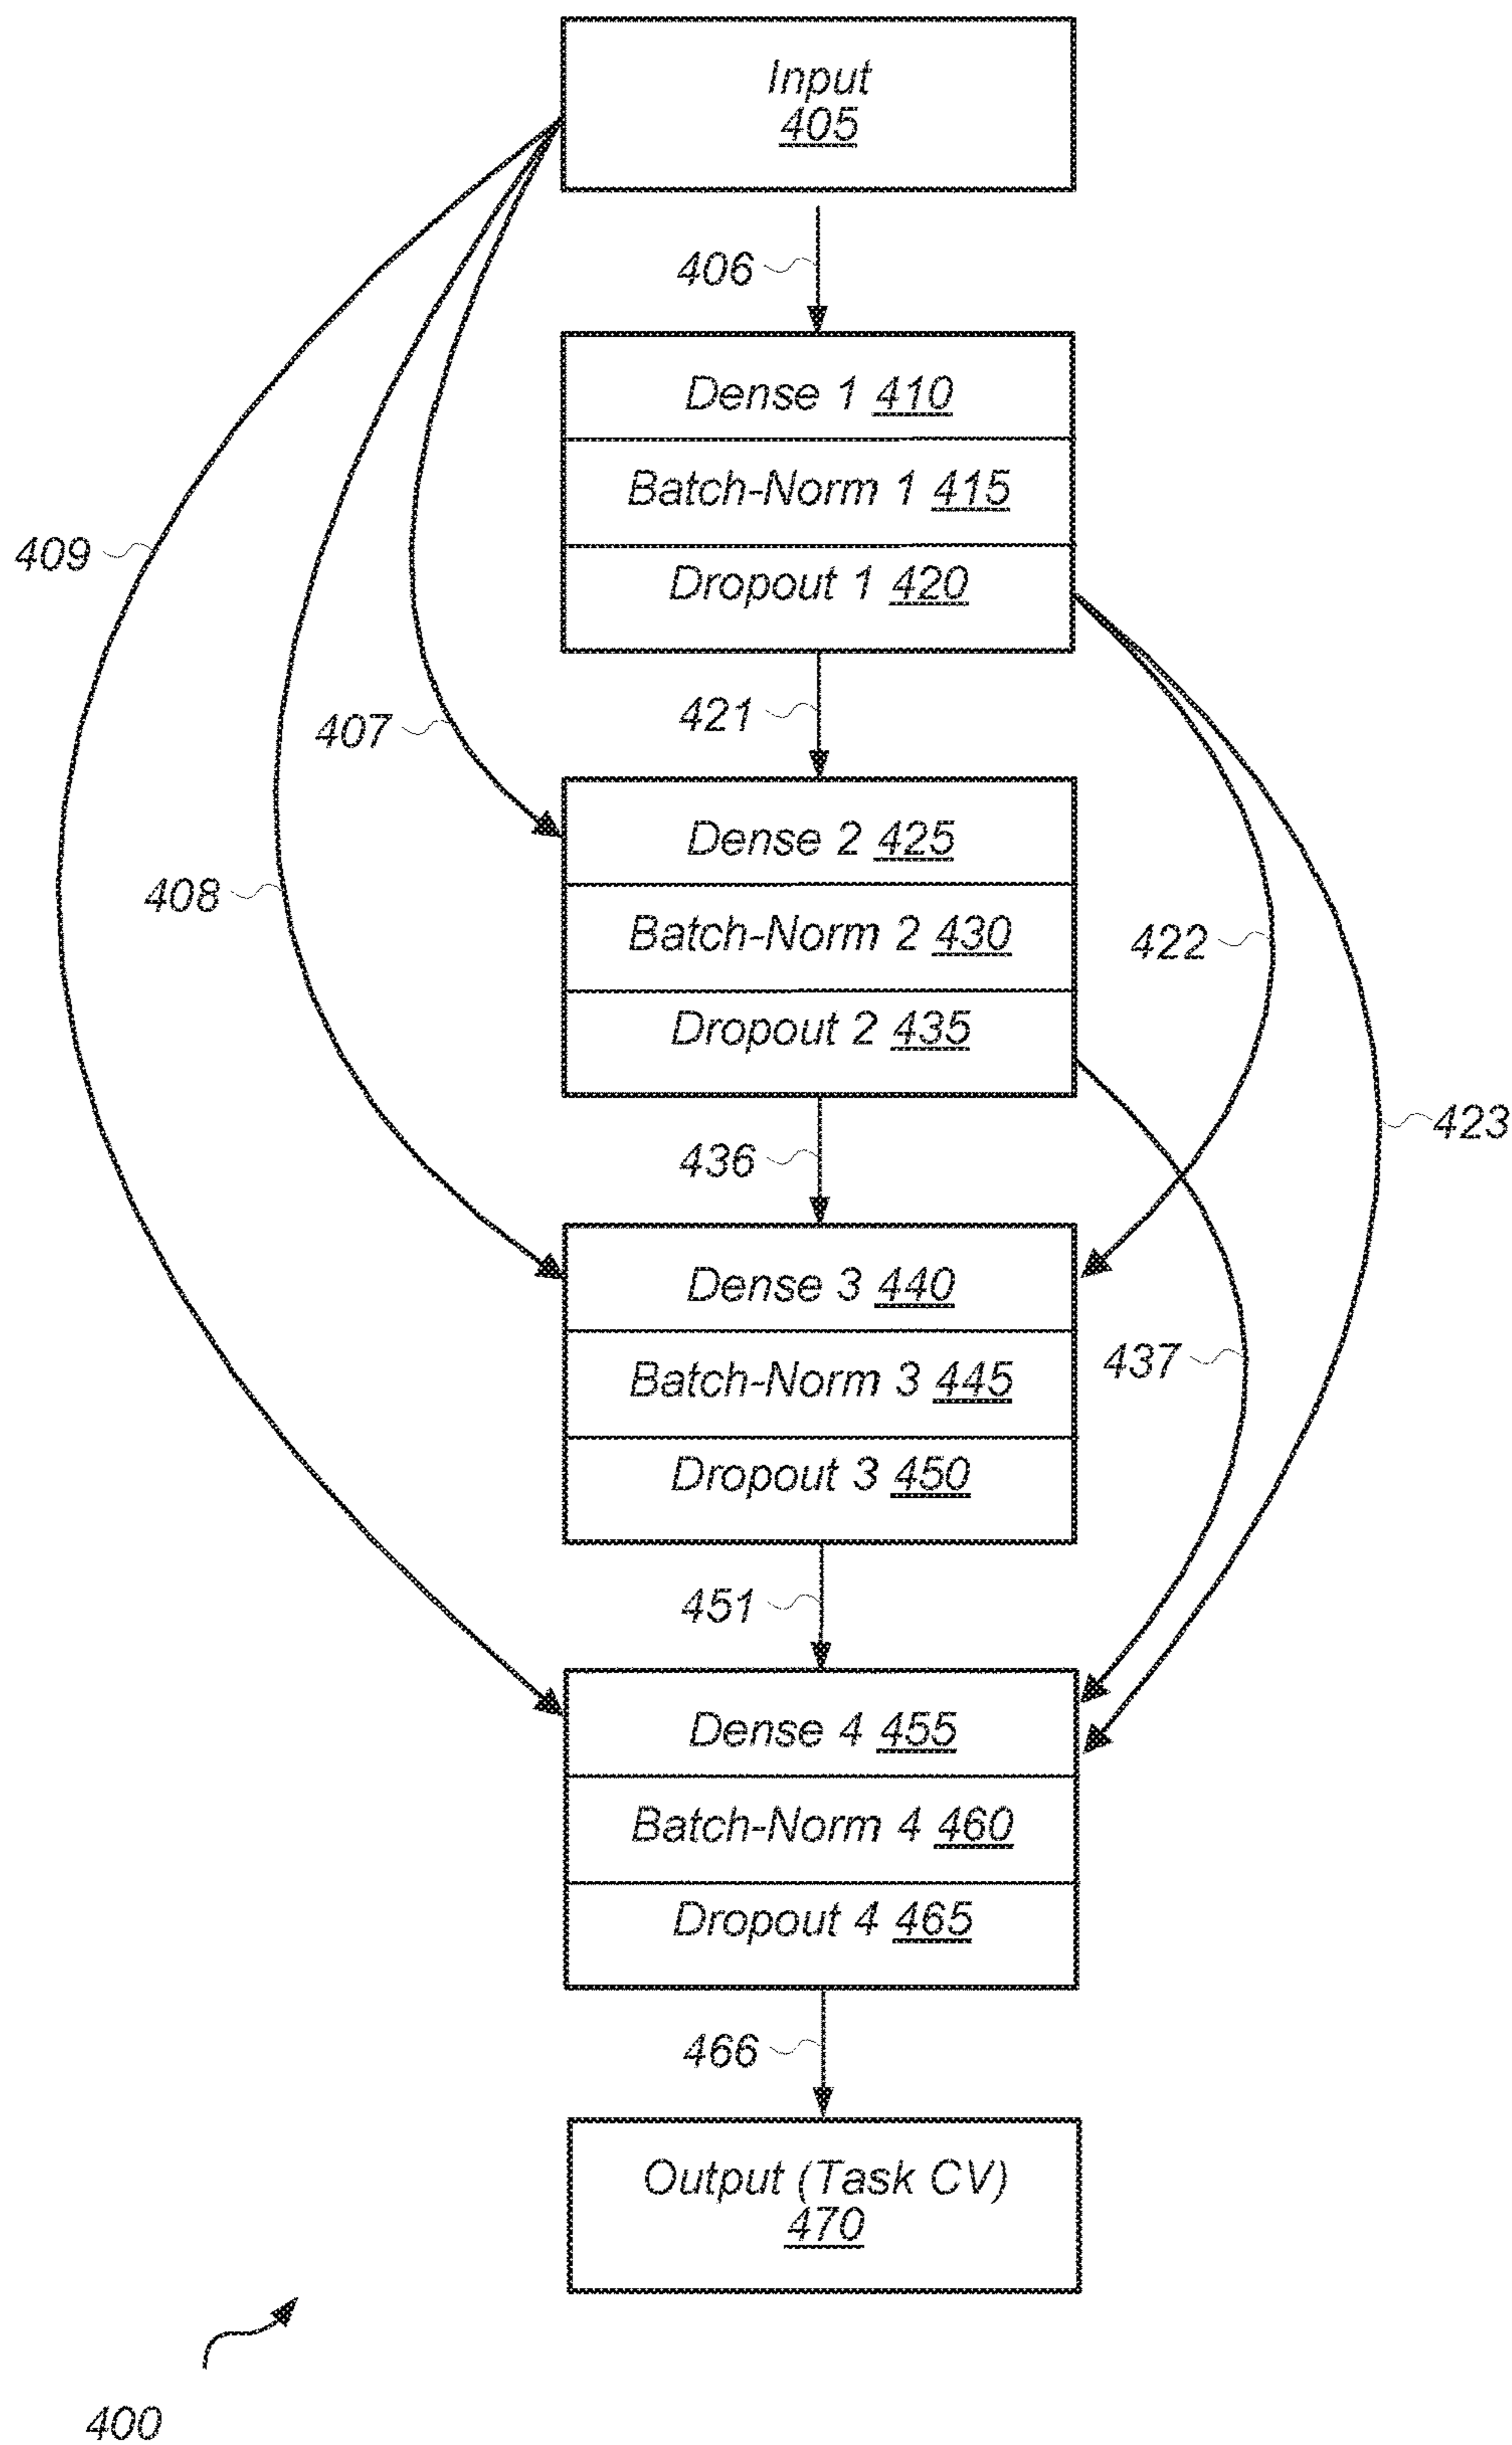 Input
405
406
Dense 1 410
Batch-Norm 1 415
409
Dropout 1 420
407
421
Dense 2 425
408
Batch-Norm 2 430
422
Dropout 2 435
423
436
Dense 3 440
437
Batch-Norm 3 445
Dropout 3 450
451
Dense 4 455
Batch-Norm 4 460
Dropout 4 465
466
Output (Task CV)
470
400